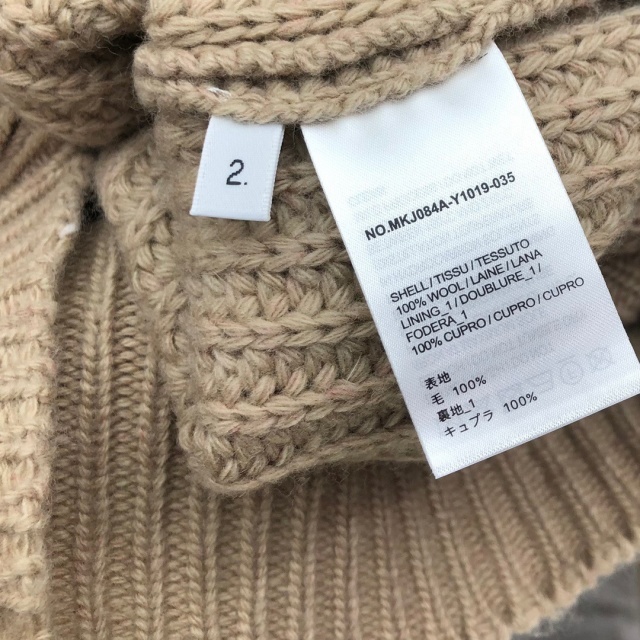 2.
NO.MKJ084A-Y1019-035
SHELL / TISSU / TESSUTO
100% WOOL / LAINE / LANA
LINING_1 / DOUBLURE_1 /
FODERA_1
100% CUPRO / CUPRO / CUPRO
表地
毛 100%
裏地_1
キュプラ 100%